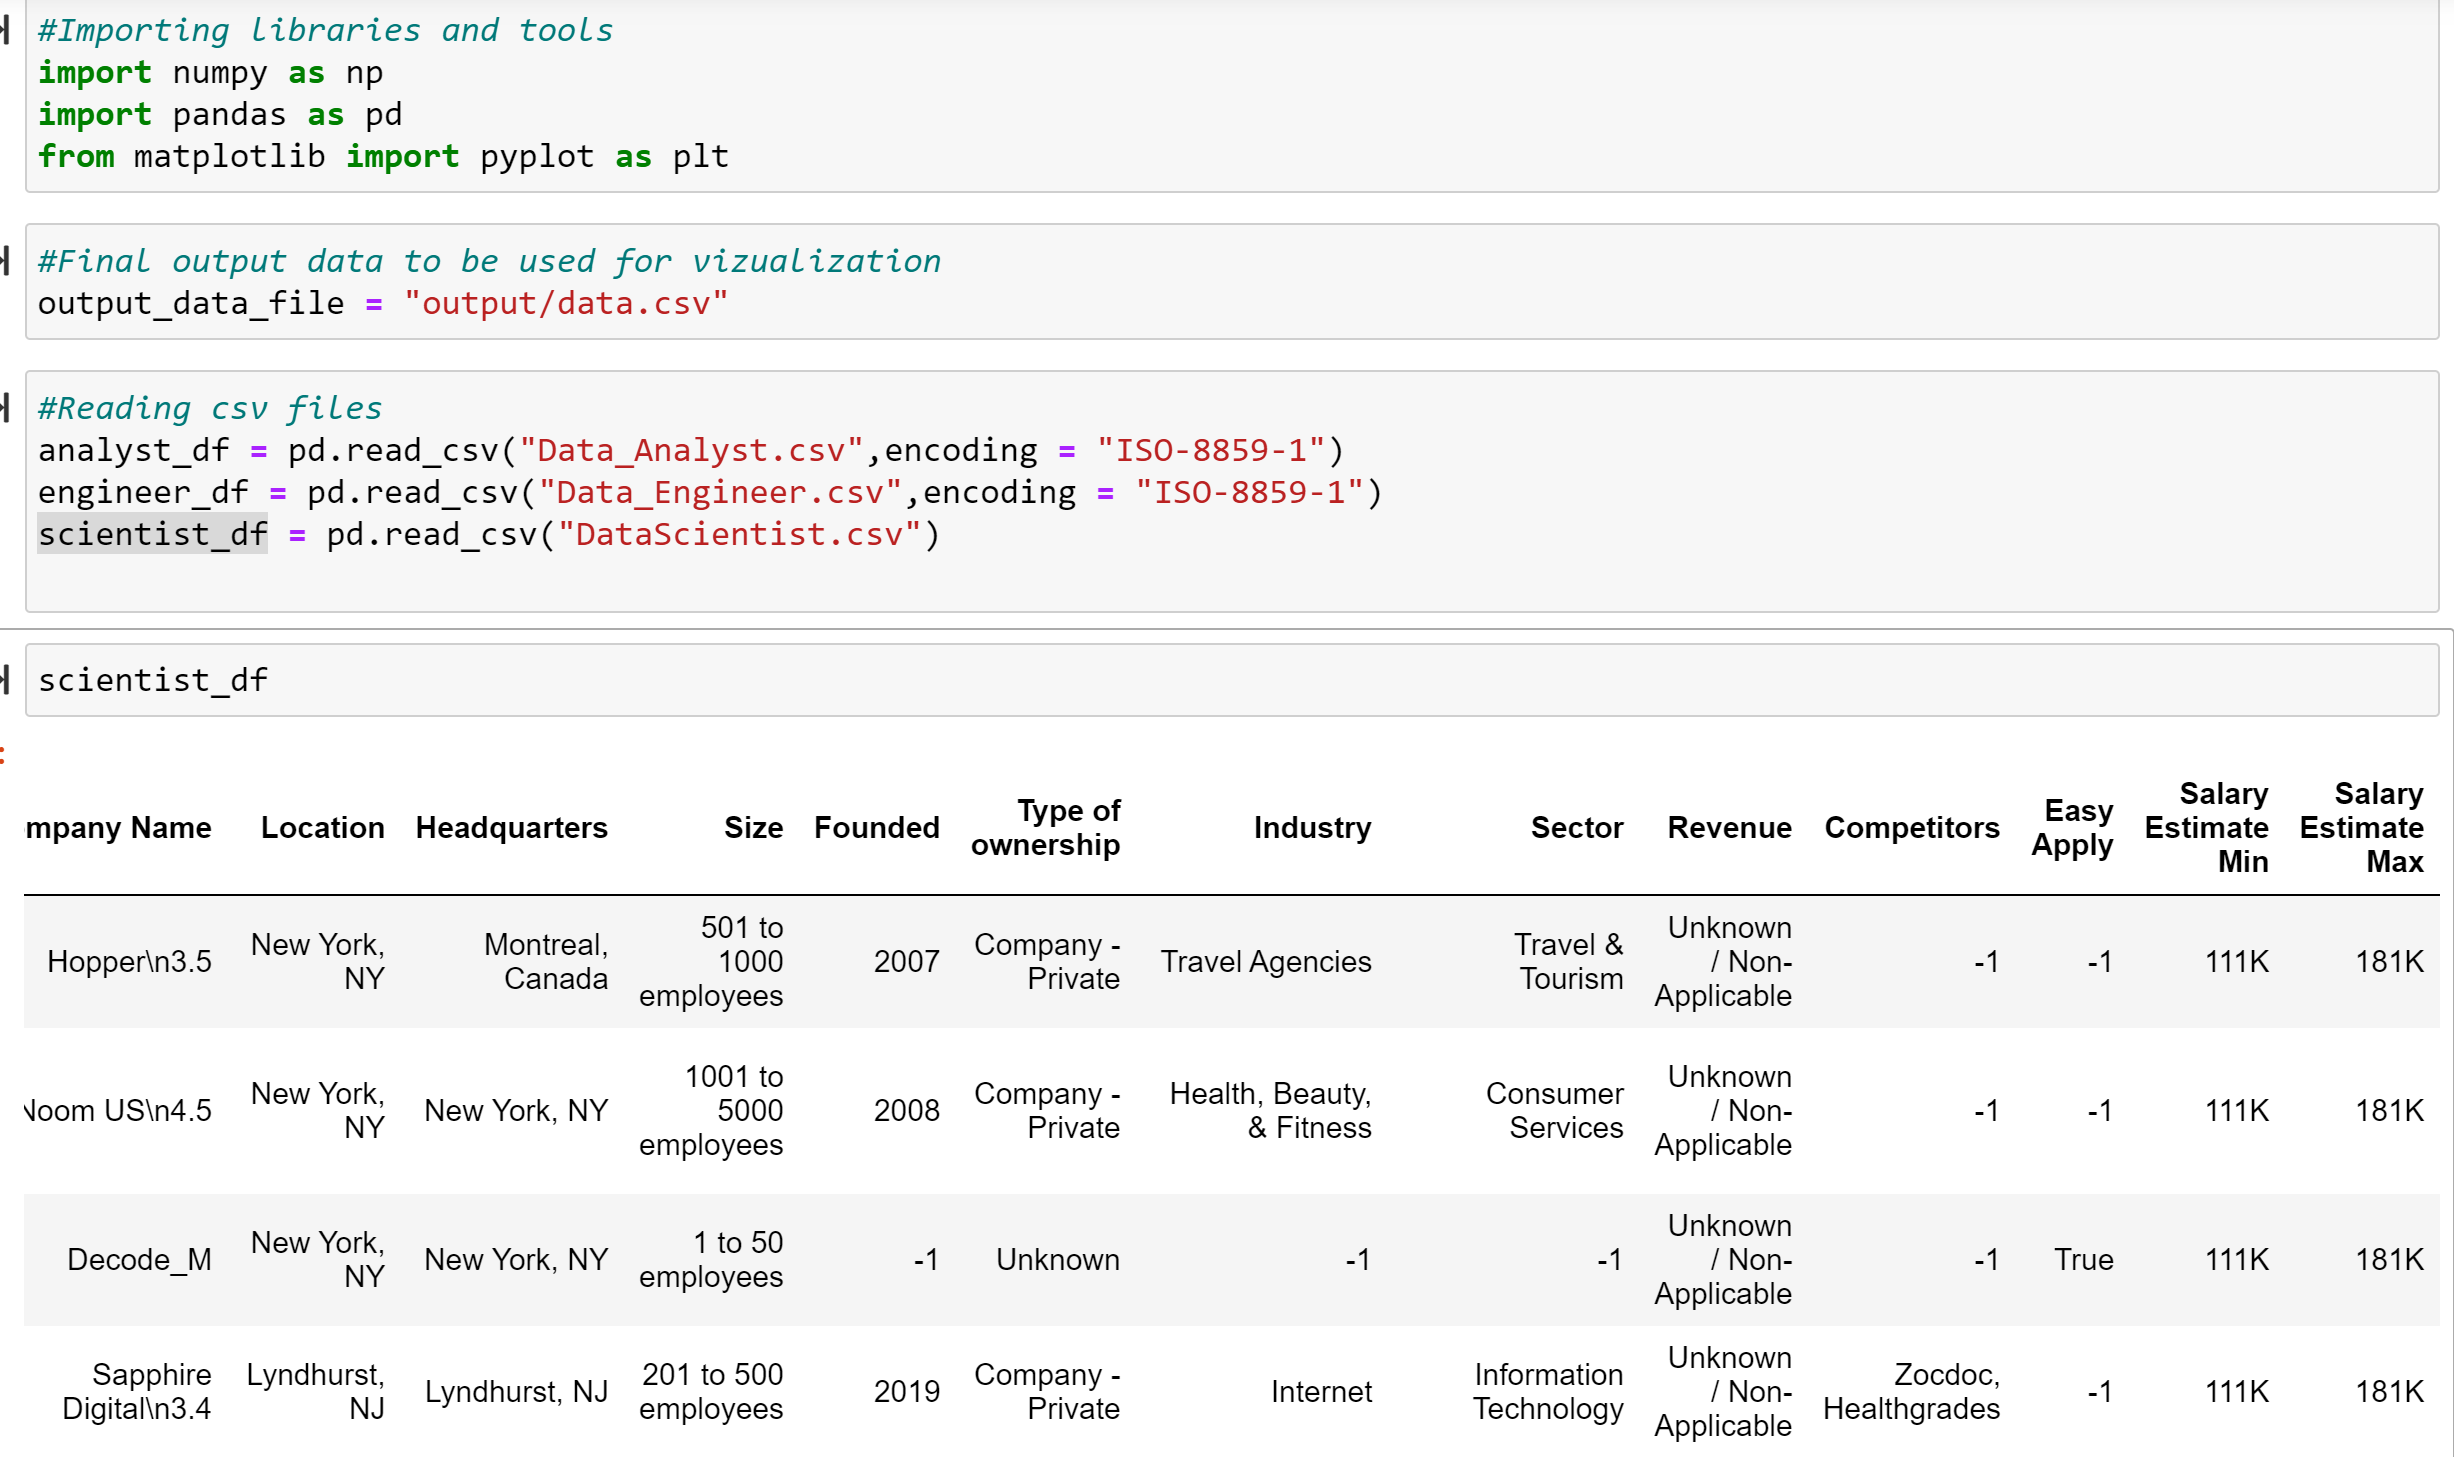 #Importing libraries and tools
import numpy as np
import pandas as pd
from matplotlib import pyplot as plt
#Final output data to be used for vizualization
output_data_file = "output/data.csv"
#Reading csv files
analyst_df = pd.read_csv("Data_Analyst.csv",encoding = "ISO-8859-1")
engineer_df = pd.read_csv("Data_Engineer.csv",encoding = "ISO-8859-1")
scientist_df = pd.read_csv("DataScientist.csv")
scientist_df
mpany Name Location Headquarters Size Founded Type of ownership Industry Sector Revenue Competitors Easy Apply Salary Estimate Min Salary Estimate Max
Hopper\n3.5 New York, NY Montreal, Canada 501 to 1000 employees 2007 Company - Private Travel Agencies Travel & Tourism Unknown / Non-Applicable -1 -1 111K 181K
Noom US\n4.5 New York, NY New York, NY 1001 to 5000 employees 2008 Company - Private Health, Beauty, & Fitness Consumer Services Unknown / Non-Applicable -1 -1 111K 181K
Decode_M New York, NY New York, NY 1 to 50 employees -1 Unknown -1 -1 Unknown / Non-Applicable -1 True 111K 181K
Sapphire Digital\n3.4 Lyndhurst, NJ Lyndhurst, NJ 201 to 500 employees 2019 Company - Private Internet Information Technology Unknown / Non-Applicable Zocdoc, Healthgrades -1 111K 181K